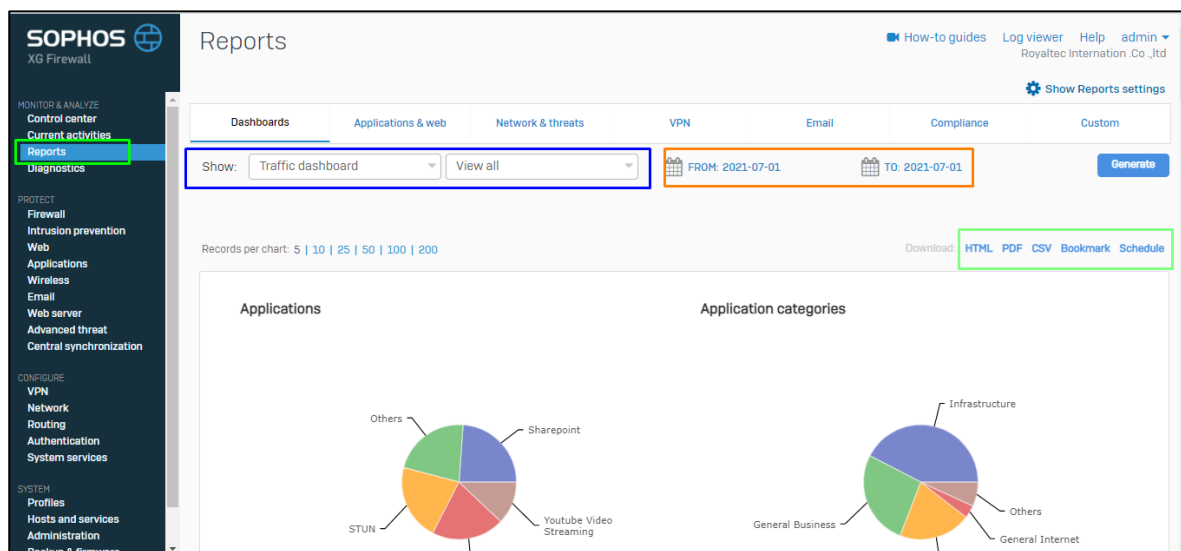 SOPHOS
XG Firewall
Reports
How-to guides Log viewer Help admin
Royaltec Internation .Co .,ltd
Show Reports settings
MONITOR & ANALYZE
Control center
Current activities
Reports
Diagnostics
PROTECT
Firewall
Intrusion prevention
Web
Applications
Wireless
Email
Web server
Advanced threat
Central synchronization
CONFIGURE
VPN
Network
Routing
Authentication
System services
SYSTEM
Profiles
Hosts and services
Administration
Backup & firmware
Dashboards Applications & web Network & threats VPN Email Compliance Custom
Show: Traffic dashboard View all FROM: 2021-07-01 TO: 2021-07-01 Generate
Records per chart: 5 | 10 | 25 | 50 | 100 | 200 Download: HTML PDF CSV Bookmark Schedule
Applications
Others
Sharepoint
STUN
Youtube Video
Streaming
Application categories
Infrastructure
General Business
Others
General Internet